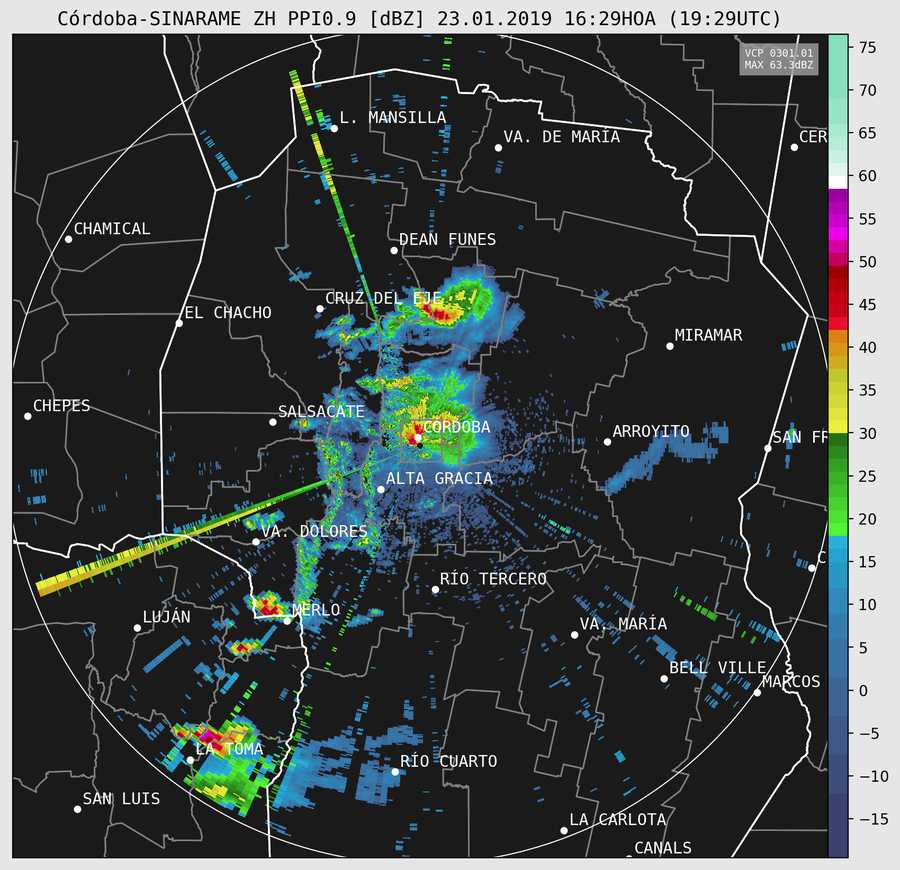 Córdoba-SINARAME ZH PPI0.9 [dBZ] 23.01.2019 16:29HOA (19:29UTC)
VCP 0301.01
MAX 63.3dBZ
75
70
65
60
55
50
45
40
35
30
25
20
15
10
5
0
−5
−10
−15
L. MANSILLA
VA. DE MARÍA
CER
CHAMICAL
DEAN FUNES
CRUZ DEL EJE
EL CHACHO
MIRAMAR
CHEPES
SALSACATE
CÓRDOBA
ARROYITO
SAN FR
ALTA GRACIA
VA. DOLORES
C
RÍO TERCERO
MERLO
LUJÁN
VA. MARÍA
BELL VILLE
MARCOS
LA TOMA
RÍO CUARTO
SAN LUIS
LA CARLOTA
CANALS